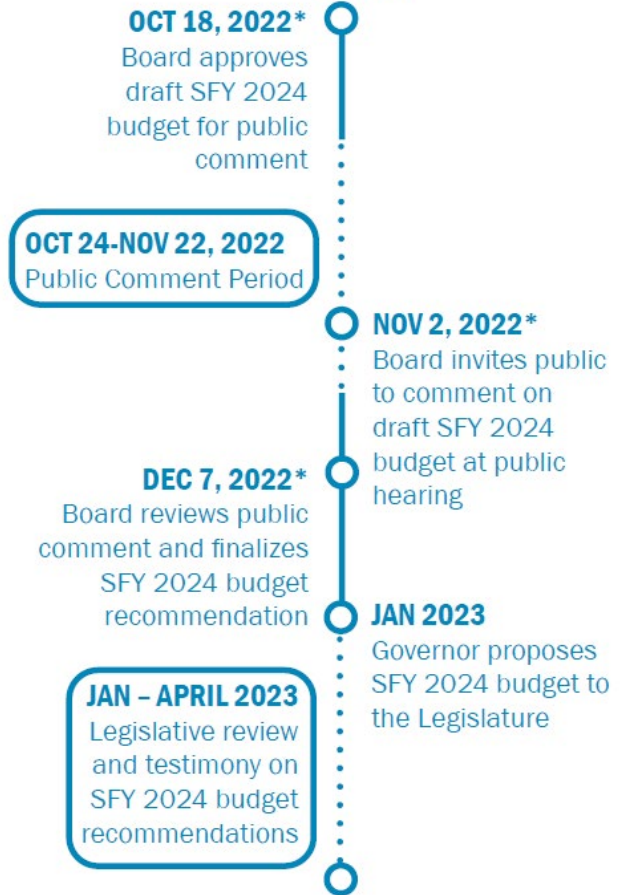 OCT 18, 2022*
Board approves
draft SFY 2024
budget for public
comment
OCT 24-NOV 22, 2022
Public Comment Period
NOV 2, 2022*
Board invites public
to comment on
draft SFY 2024
budget at public
hearing
DEC 7, 2022*
Board reviews public
comment and finalizes
SFY 2024 budget
recommendation
JAN 2023
Governor proposes
SFY 2024 budget to
the Legislature
JAN – APRIL 2023
Legislative review
and testimony on
SFY 2024 budget
recommendations